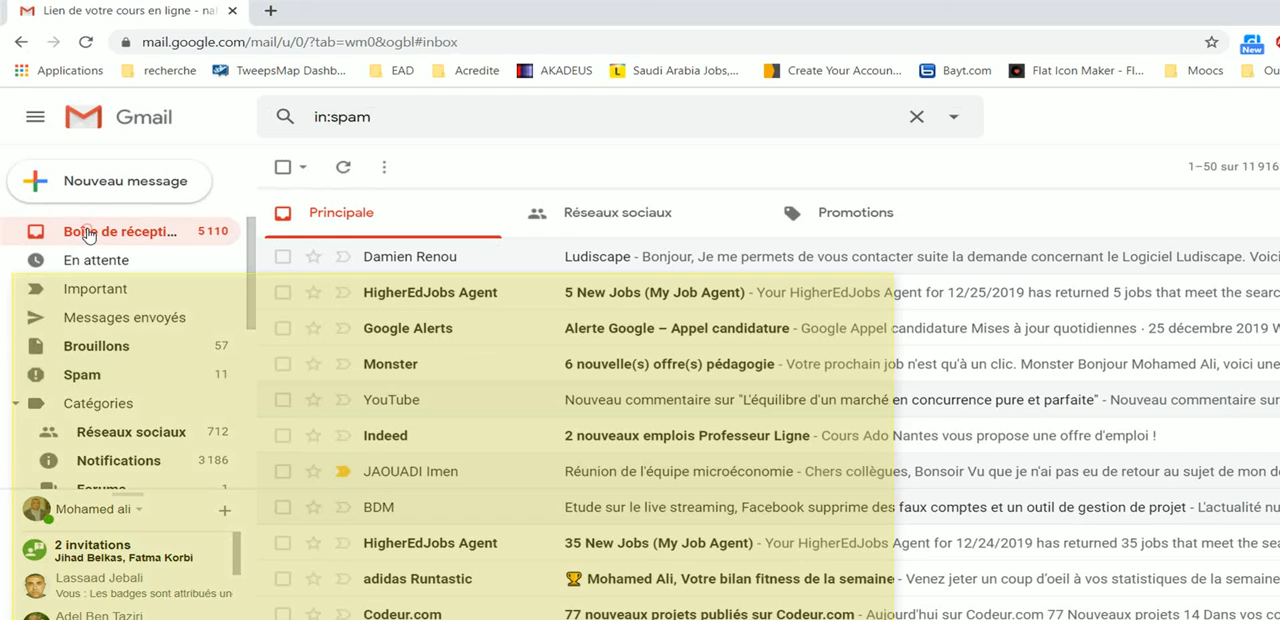 Lien de votre cours en ligne - nal
mail.google.com/mail/u/0/?tab=wm0&ogbl#inbox
New
Applications recherche TweepsMap Dashb... EAD Acredite AKADEUS Saudi Arabia Jobs,... Create Your Accoun... Bayt.com Flat Icon Maker - Fl... Moocs Ou
Gmail
in:spam
Nouveau message
1–50 sur 11 916
Principale Réseaux sociaux Promotions
Boîte de récepti... 5 110
En attente
Important
Messages envoyés
Brouillons 57
Spam 11
Catégories
Réseaux sociaux 712
Notifications 3 186
Forums 1
Mohamed ali
2 invitations
Jihad Belkas, Fatma Korbi
Lassaad Jebali
Vous : Les badges sont attribués un
Adel Ben Taziri
Damien Renou Ludiscape - Bonjour, Je me permets de vous contacter suite la demande concernant le Logiciel Ludiscape. Voici
HigherEdJobs Agent 5 New Jobs (My Job Agent) - Your HigherEdJobs Agent for 12/25/2019 has returned 5 jobs that meet the searc
Google Alerts Alerte Google – Appel candidature - Google Appel candidature Mises à jour quotidiennes · 25 décembre 2019
Monster 6 nouvelle(s) offre(s) pédagogie - Votre prochain job n'est qu'à un clic. Monster Bonjour Mohamed Ali, voici une
YouTube Nouveau commentaire sur "L'équilibre d'un marché en concurrence pure et parfaite" - Nouveau commentaire sur
Indeed 2 nouveaux emplois Professeur Ligne - Cours Ado Nantes vous propose une offre d'emploi !
JAOUADI Imen Réunion de l'équipe microéconomie - Chers collègues, Bonsoir Vu que je n'ai pas eu de retour au sujet de mon de
BDM Etude sur le live streaming, Facebook supprime des faux comptes et un outil de gestion de projet - L'actualité nu
HigherEdJobs Agent 35 New Jobs (My Job Agent) - Your HigherEdJobs Agent for 12/24/2019 has returned 35 jobs that meet the sea
adidas Runtastic 🏆 Mohamed Ali, Votre bilan fitness de la semaine - Venez jeter un coup d'oeil à vos statistiques de la semaine
Codeur.com 77 nouveaux projets publiés sur Codeur.com - Aujourd'hui sur Codeur.com 77 Nouveaux projets 14 Dans vos c